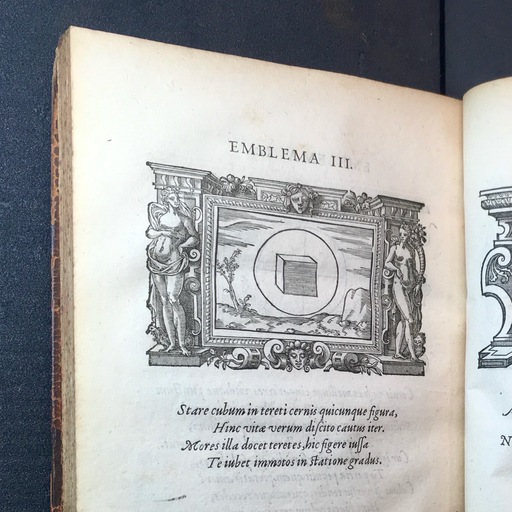 EMBLEMA III.
Stare cubum in tereti cernis quicunque figura,
Hinc vitæ verum discito cautus iter.
Mores illa docet teretes, hic figere iussa
Te iubet immotos in statione gradus.
A
N